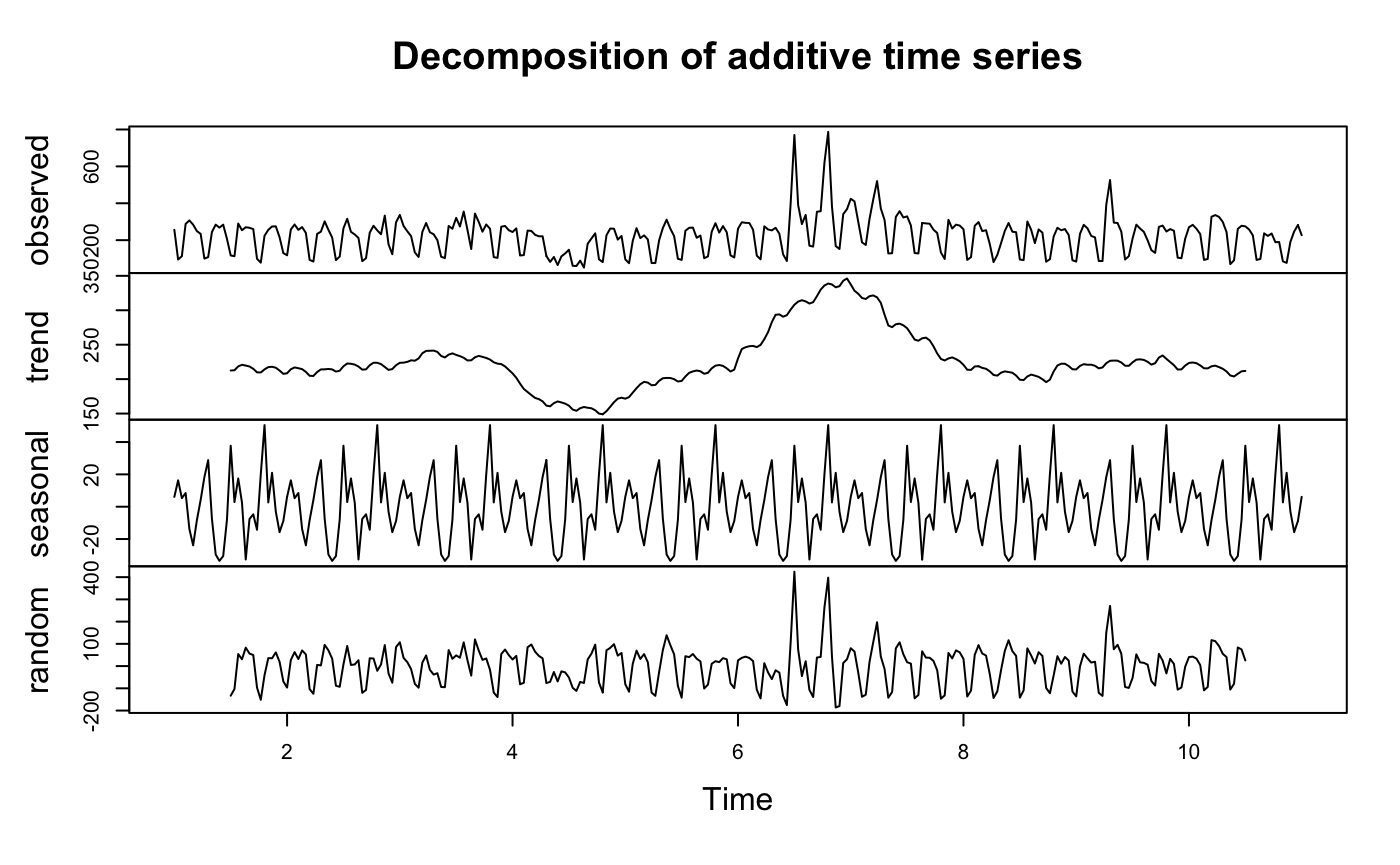 Decomposition of additive time series
observed
200 600
trend
150 250 350
seasonal
-20 20
random
-200 100 400
2 4 6 8 10
Time